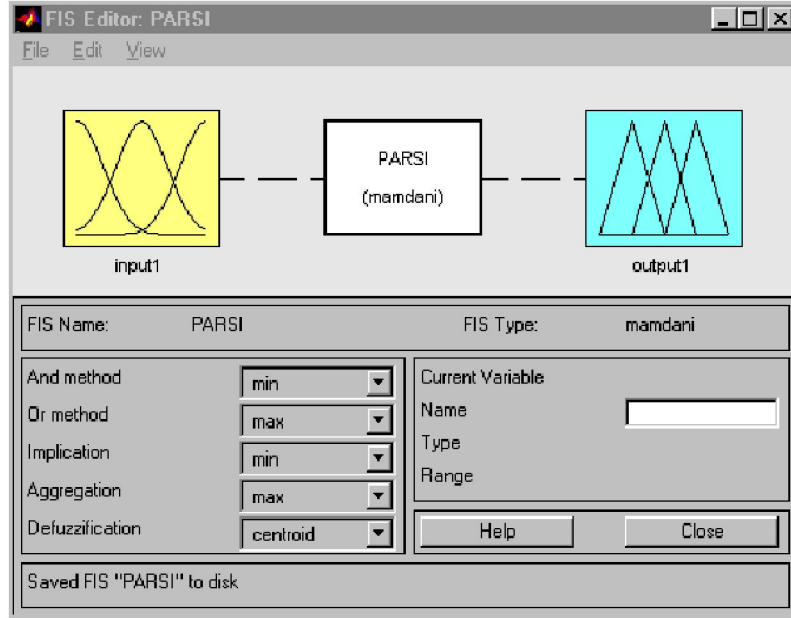 FIS Editor: PARSI
File Edit View
PARSI
(mamdani)
input1
output1
FIS Name: PARSI FIS Type: mamdani
And method min
Or method max
Implication min
Aggregation max
Defuzzification centroid
Current Variable
Name
Type
Range
Help Close
Saved FIS "PARSI" to disk